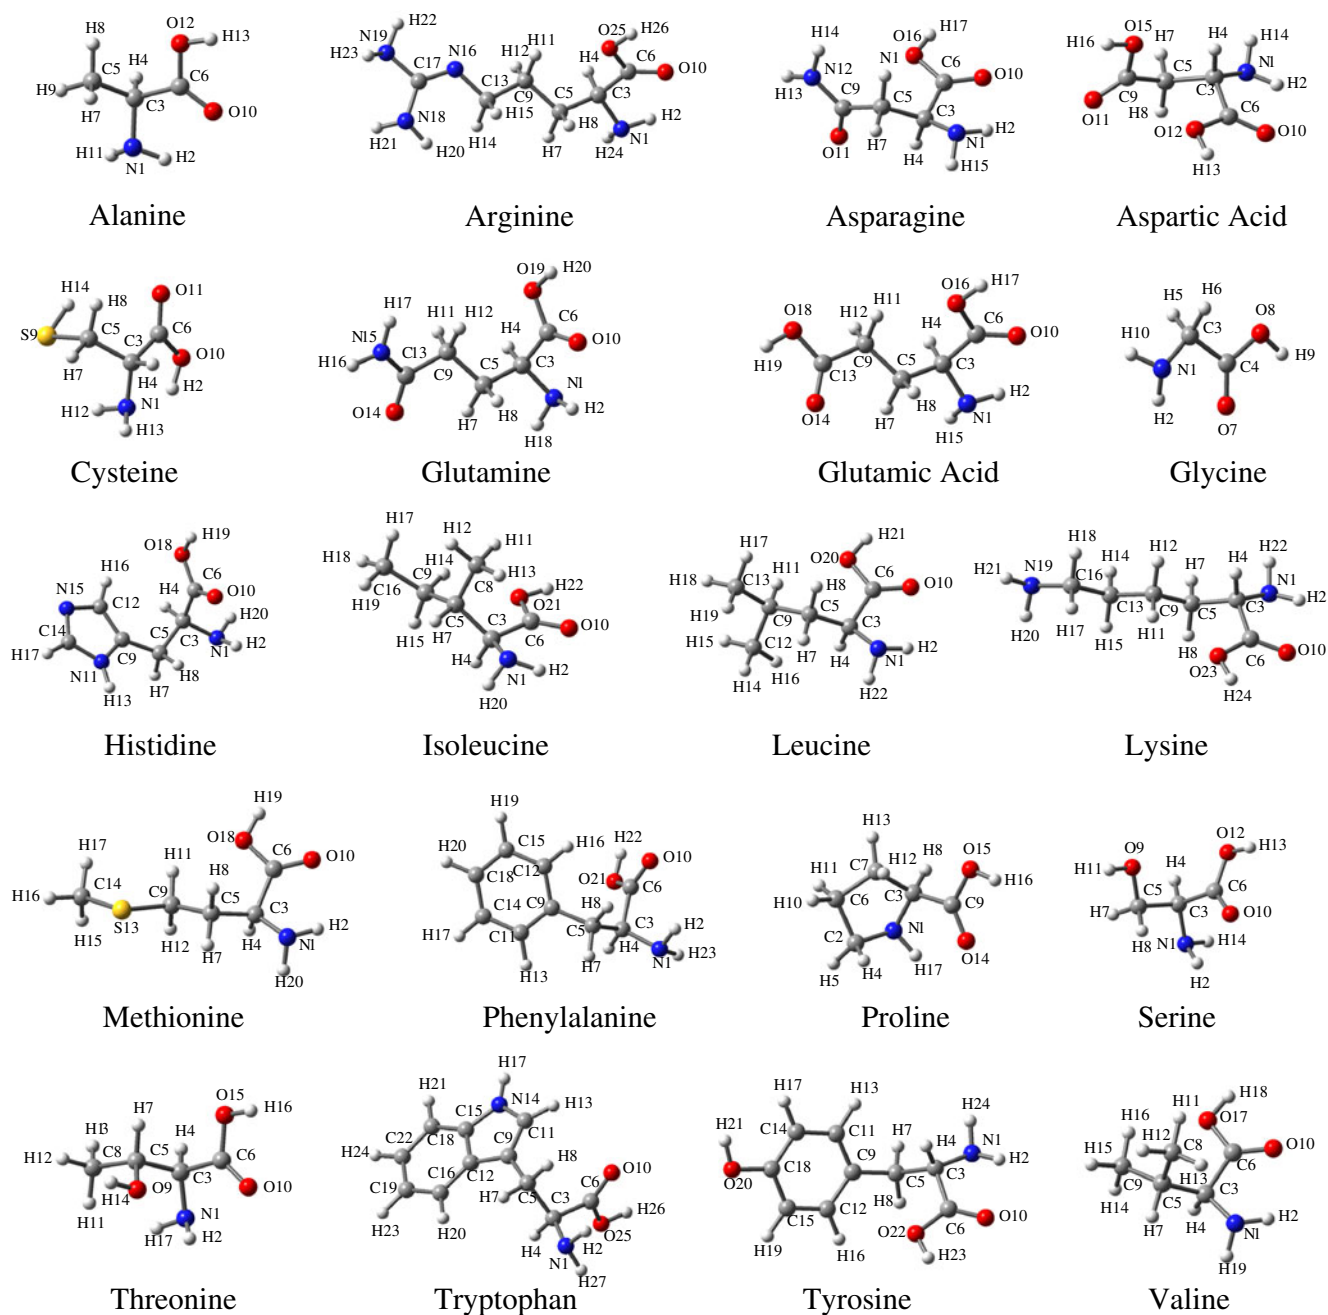 H8
O12
H13
H4
C5
C6
H9
C3
H7
O10
H11
H2
N1
Alanine
H22
N19
H23
C17
N16
H12
H11
O25
H26
H4
C6
O10
C13
C9
C5
C3
H15
H8
N18
H21
H20
H14
H7
N1
H2
H24
Arginine
H14
H17
O16
N12
N1
C6
O10
H13
C9
C5
C3
O11
H7
H4
H2
N1
H15
Asparagine
O15
H16
H7
H4
H14
N1
C5
C9
C3
H2
O11
H8
C6
O12
O10
H13
Aspartic Acid
H14
H8
O11
S9
C5
C6
C3
O10
H7
H4
H2
H12
N1
H13
Cysteine
O19
H20
H17
H11
H12
H4
C6
O10
N15
H16
C13
C9
C5
C3
N1
O14
H7
H8
H2
H18
Glutamine
O16
H17
H11
O18
H12
H4
C6
O10
H19
C13
C9
C5
C3
H2
O14
H7
H8
N1
H15
Glutamic Acid
H6
H5
O8
C3
H10
H9
N1
C4
H2
O7
Glycine
H19
O18
H16
C6
N15
C12
H4
O10
H20
C14
C5
C3
H2
H17
C9
N1
N11
H7
H8
H13
Histidine
H17
H12
H11
H18
H14
H13
C9
C8
H22
C16
O21
H19
C5
C3
O10
H15
H7
C6
H4
H2
N1
H20
Isoleucine
H21
H17
O20
H11
H8
C6
H18
C13
O10
H19
C5
C9
C3
H15
C12
H7
H4
H2
N1
H14
H16
H22
Leucine
H18
H14
H12
H7
H4
H22
H21
N19
C16
N1
C13
C9
C5
C3
H2
H20
H17
H15
H11
H8
C6
O10
O23
H24
Lysine
H19
O18
H17
H11
H8
C6
O10
H16
C14
C9
C5
C3
S13
H2
H15
H12
H7
H4
N1
H20
Methionine
H19
C15
H16
H22
H20
O10
C12
C18
O21
C6
C14
C9
H8
C3
H2
H17
C11
C5
H4
N1
H23
H13
H7
Phenylalanine
H13
H8
O15
C7
H12
H11
H16
H10
C6
C3
C9
N1
C2
O14
H5
H4
H17
Proline
O12
O9
H13
H11
H4
C5
C6
H7
C3
O10
H8
N1
H14
H2
Serine
O15
H7
H16
H13
H4
H12
C8
C5
C6
C3
H14
O9
O10
H11
N1
H17
H2
Threonine
H17
H21
N14
H13
C15
C11
C22
C18
C9
H24
C16
C12
H8
O10
C19
H7
C5
C3
C6
H26
H23
H20
H4
H2
O25
N1
H27
Tryptophan
H17
H13
H24
H21
C14
C11
H7
H4
N1
C18
C9
H2
O20
C5
C3
H8
C15
C12
C6
O10
O22
H19
H16
H23
Tyrosine
H18
H16
H11
O17
H12
C8
O10
H15
C6
H13
C9
C3
H14
C5
H2
H7
H4
N1
H19
Valine